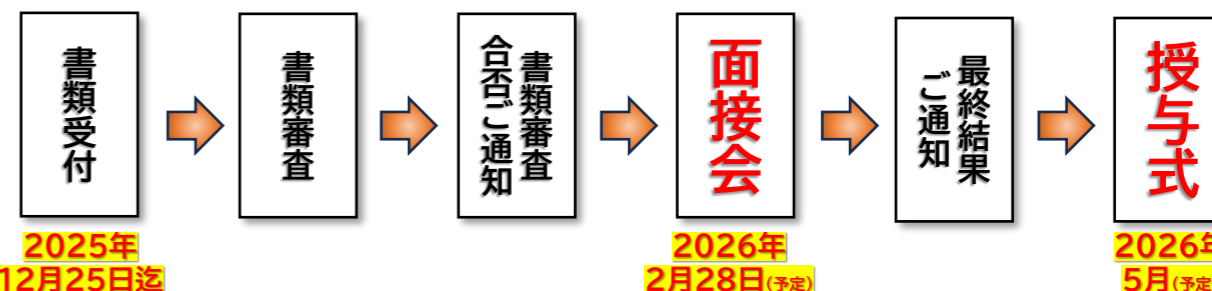 書類受付
書類審査
書類審査
合否ご通知
面接会
最終結果
ご通知
授与式
2025年
12月25日迄
2026年
2月28日(予定)
2026年
5月(予定